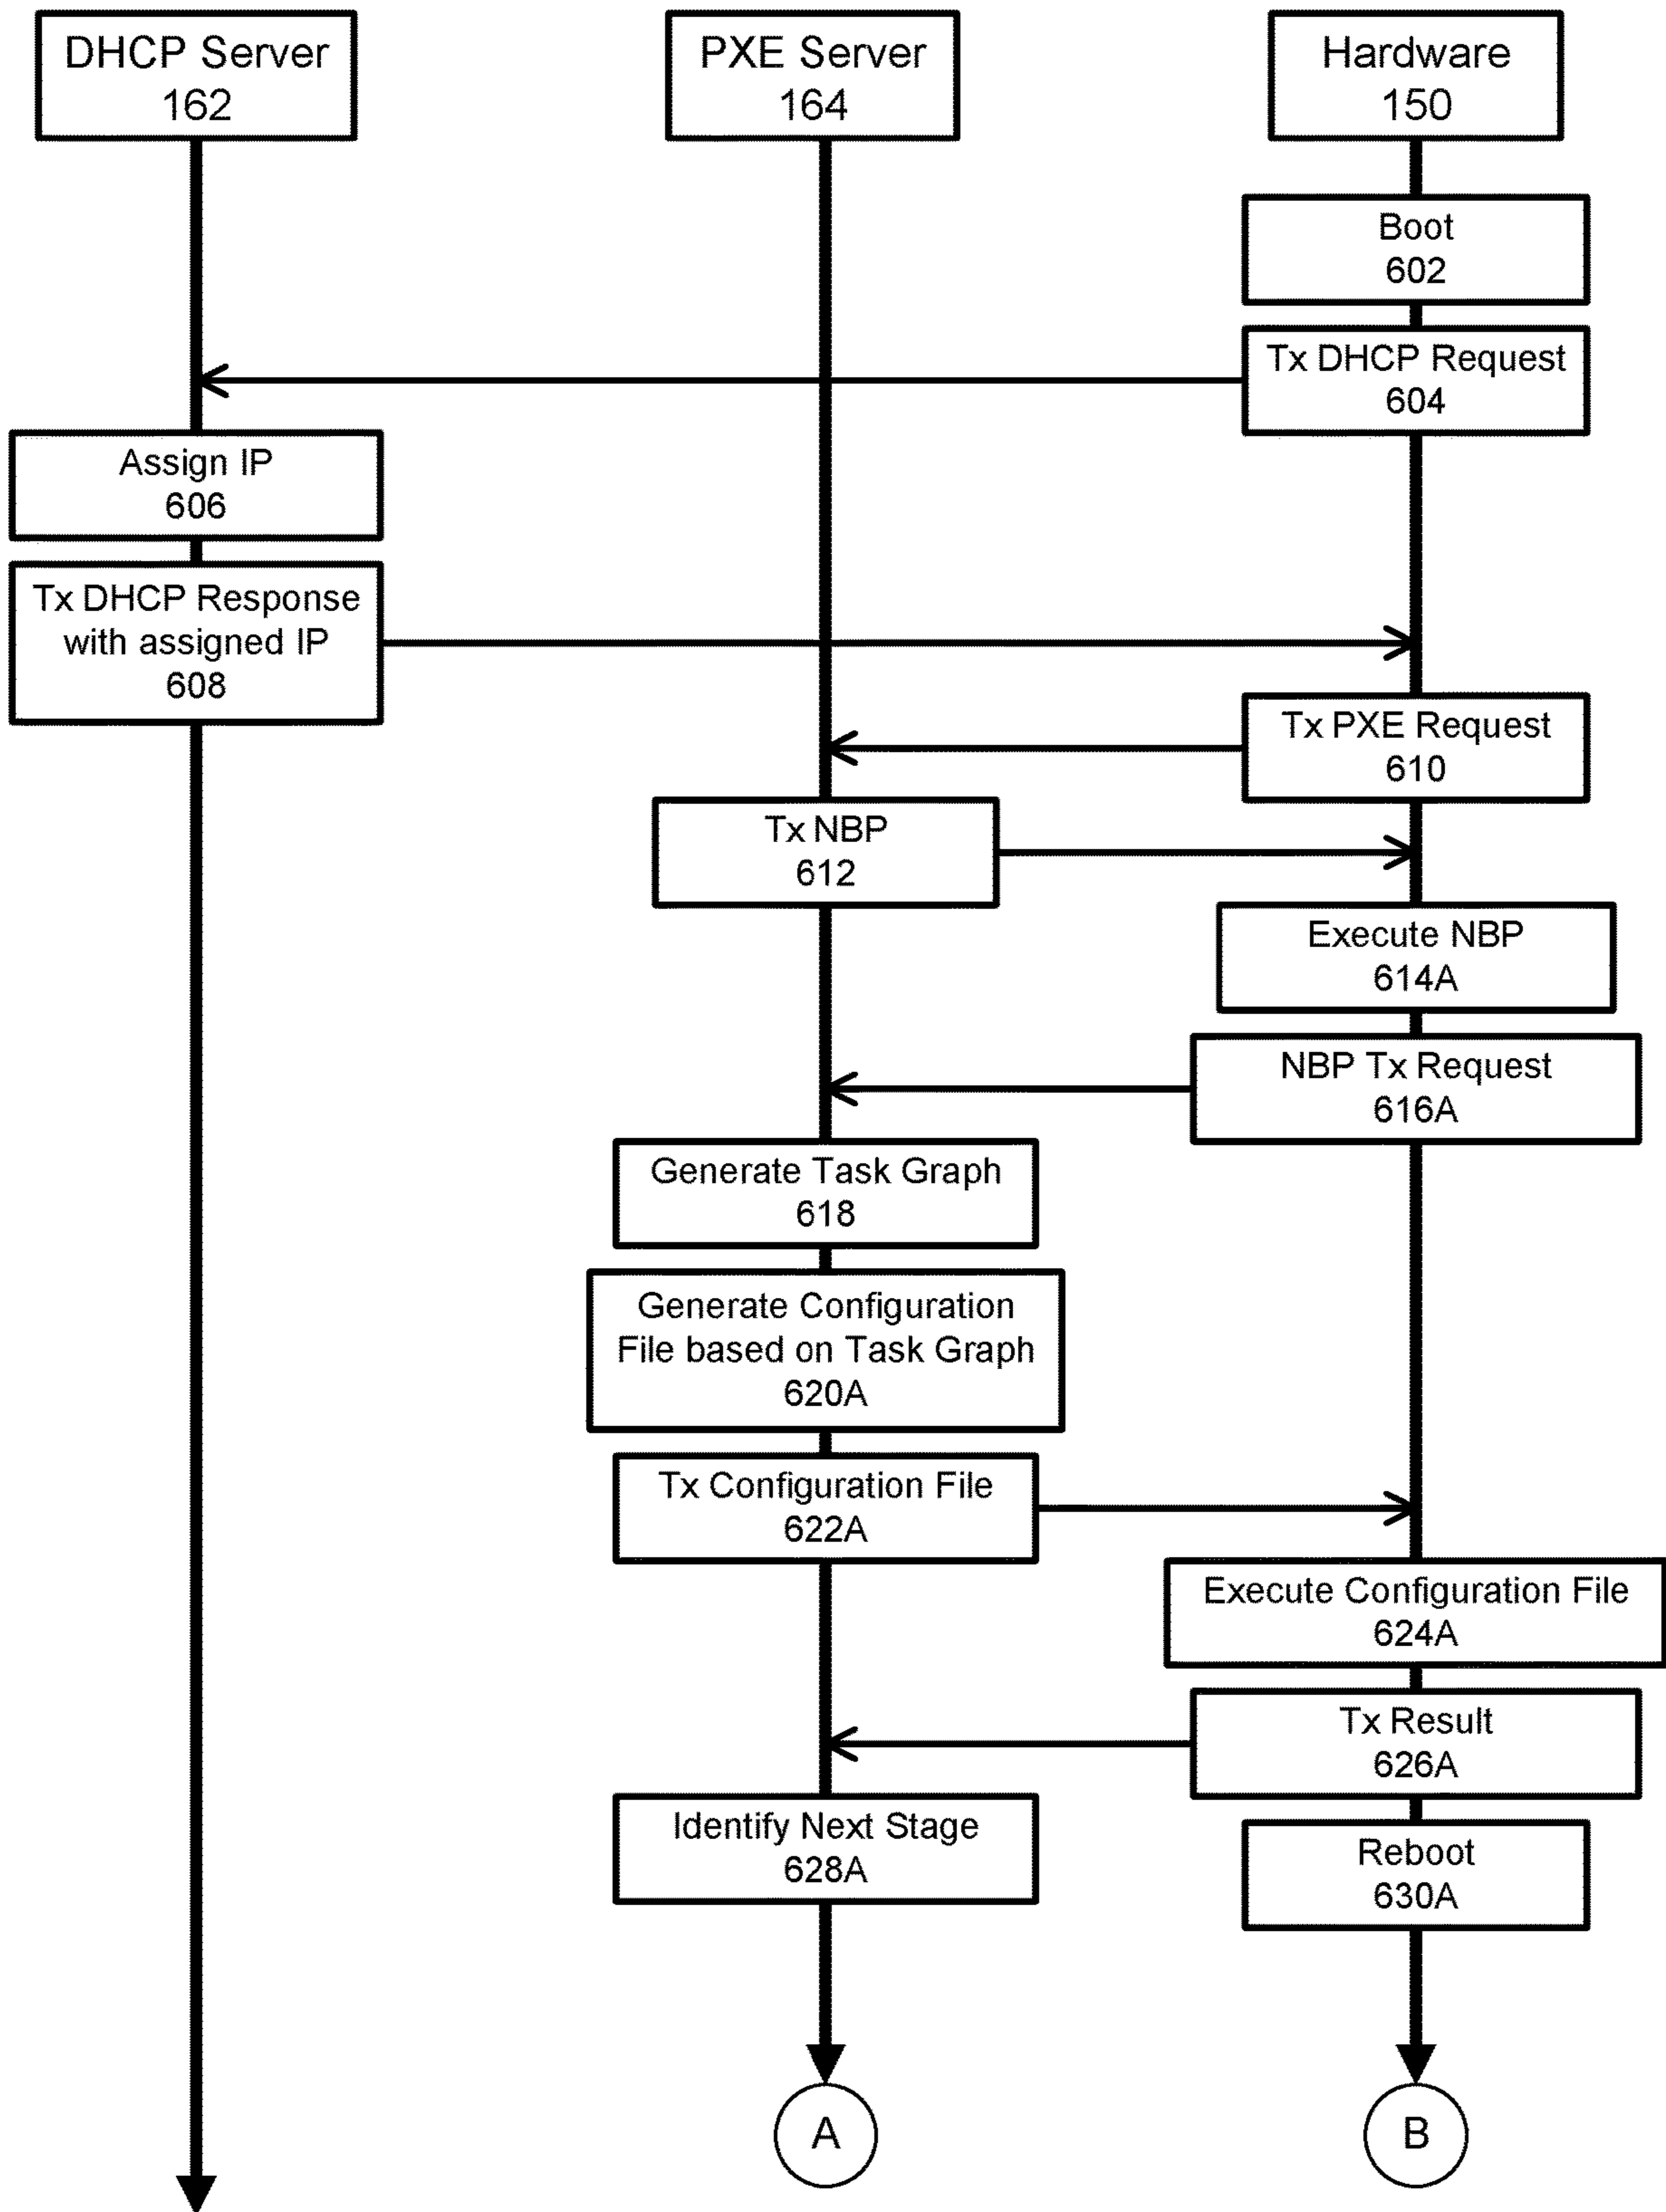 DHCP Server
162
PXE Server
164
Hardware
150
Boot
602
Tx DHCP Request
604
Assign IP
606
Tx DHCP Response
with assigned IP
608
Tx PXE Request
610
Tx NBP
612
Execute NBP
614A
NBP Tx Request
616A
Generate Task Graph
618
Generate Configuration
File based on Task Graph
620A
Tx Configuration File
622A
Execute Configuration File
624A
Tx Result
626A
Identify Next Stage
628A
Reboot
630A
A
B